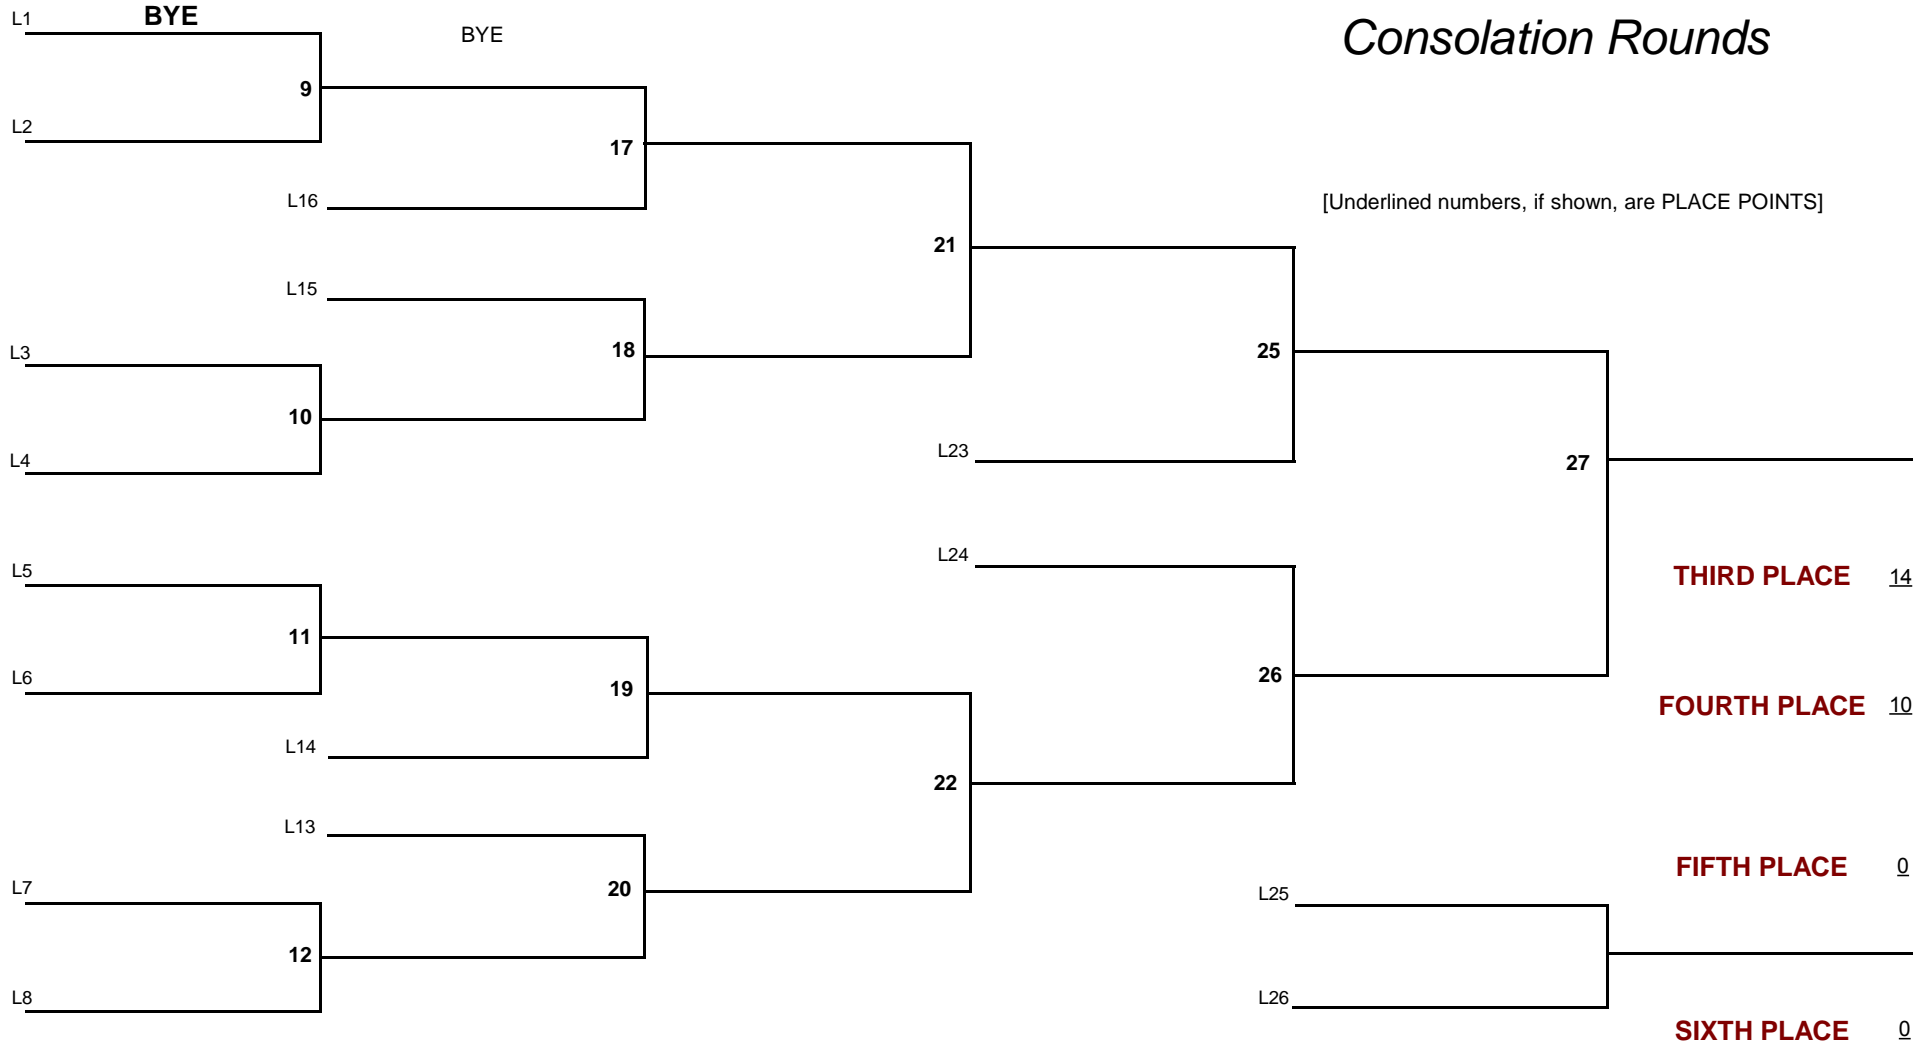 L1
BYE
BYE
Consolation Rounds
9
L2
17
L16
[Underlined numbers, if shown, are PLACE POINTS]
21
L15
L3
18
25
10
L4
L23
27
L24
L5
THIRD PLACE 14
11
L6
19
26
FOURTH PLACE 10
L14
22
L13
FIFTH PLACE 0
L7
20
L25
12
L8
L26
SIXTH PLACE 0